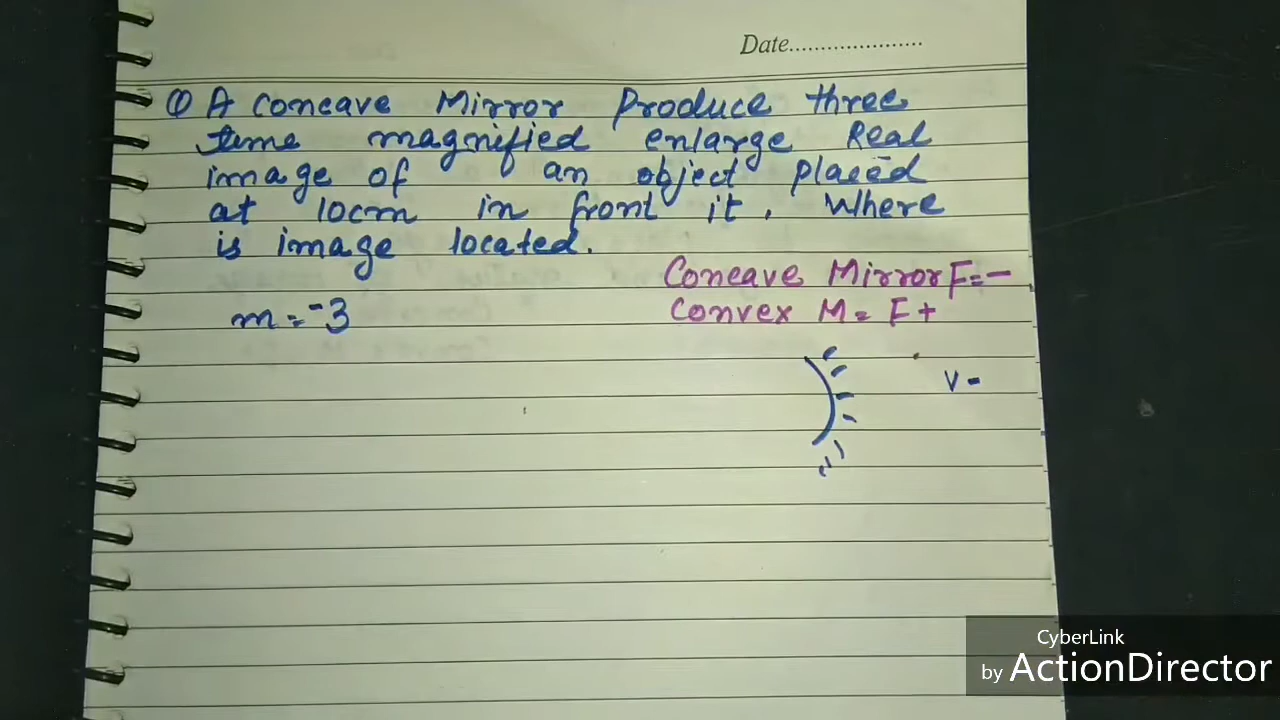 Date.....................
① A Concave Mirror Produce three
time magnified enlarge Real
image of an object placed
at 10cm in front it. Where
is image located.
Concave Mirror F = -
m = -3
Convex M = F +
V -
CyberLink
by ActionDirector